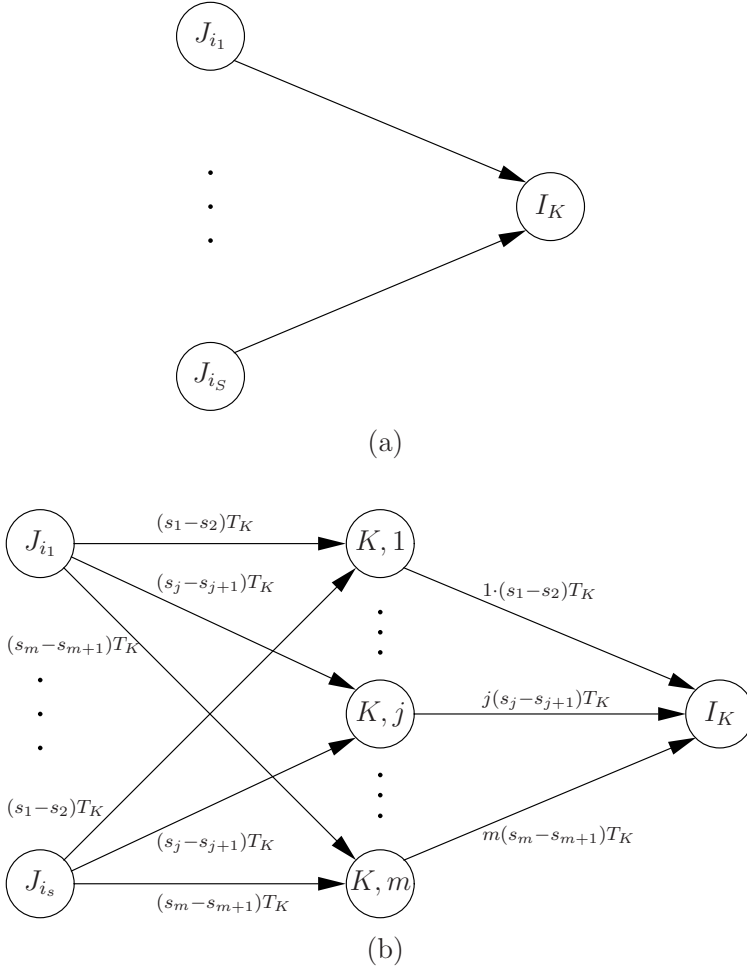 J_{i_1}
I_K
J_{i_S}
(a)
J_{i_1}
(s_1−s_2)T_K
K, 1
(s_j−s_{j+1})T_K
1·(s_1−s_2)T_K
(s_m−s_{m+1})T_K
K, j
j(s_j−s_{j+1})T_K
I_K
(s_1−s_2)T_K
(s_j−s_{j+1})T_K
m(s_m−s_{m+1})T_K
J_{i_s}
(s_m−s_{m+1})T_K
K, m
(b)